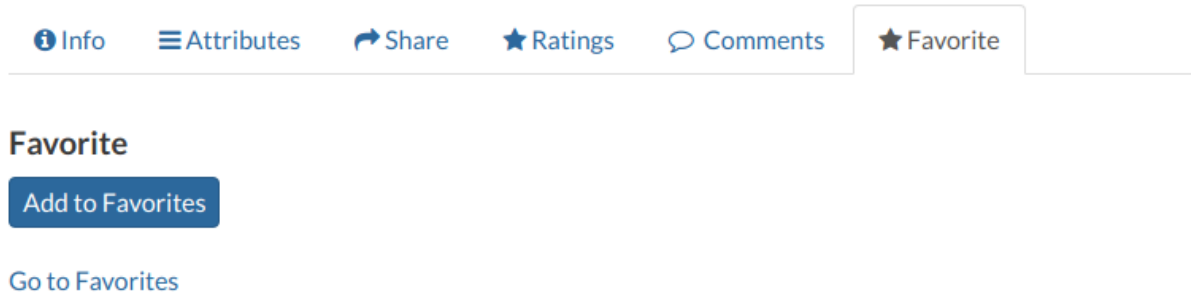 Info Attributes Share Ratings Comments Favorite
Favorite
Add to Favorites
Go to Favorites